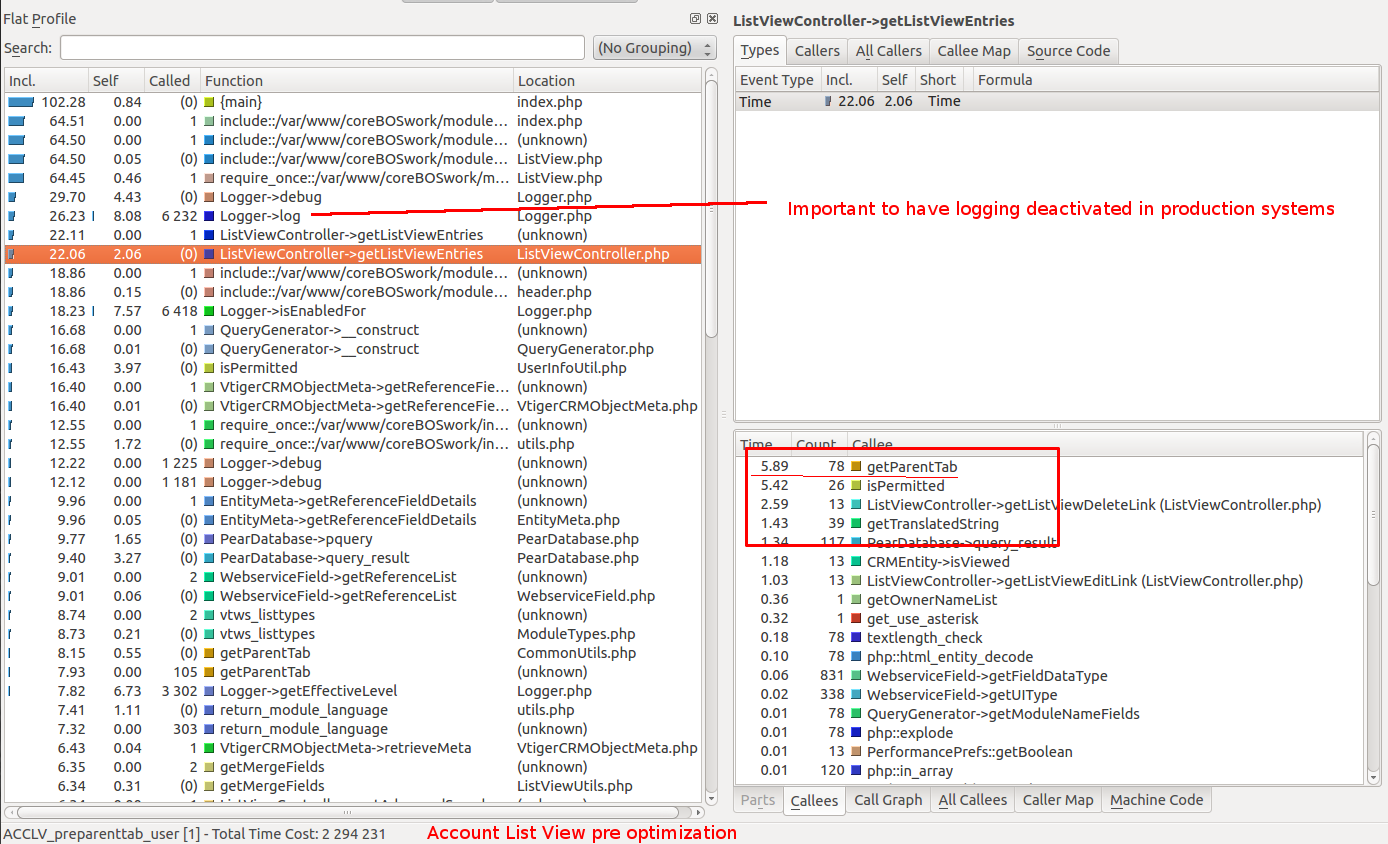 Flat Profile
Search: (No Grouping)
Incl. Self Called Function Location
102.28 0.84 (0) {main} index.php
64.51 0.00 1 include::/var/www/coreBOSwork/module... index.php
64.50 0.00 1 include::/var/www/coreBOSwork/module... (unknown)
64.50 0.05 (0) include::/var/www/coreBOSwork/module... ListView.php
64.45 0.46 1 require_once::/var/www/coreBOSwork/m... ListView.php
29.70 4.43 (0) Logger->debug Logger.php
26.23 8.08 6 232 Logger->log Logger.php
22.11 0.00 1 ListViewController->getListViewEntries (unknown)
22.06 2.06 (0) ListViewController->getListViewEntries ListViewController.php
18.86 0.00 1 include::/var/www/coreBOSwork/module... (unknown)
18.86 0.15 (0) include::/var/www/coreBOSwork/module... header.php
18.23 7.57 6 418 Logger->isEnabledFor Logger.php
16.68 0.00 1 QueryGenerator->__construct (unknown)
16.68 0.01 (0) QueryGenerator->__construct QueryGenerator.php
16.43 3.97 (0) isPermitted UserInfoUtil.php
16.40 0.00 1 VtigerCRMObjectMeta->getReferenceFie... (unknown)
16.40 0.01 (0) VtigerCRMObjectMeta->getReferenceFie... VtigerCRMObjectMeta.php
12.55 0.00 1 require_once::/var/www/coreBOSwork/in... (unknown)
12.55 1.72 (0) require_once::/var/www/coreBOSwork/in... utils.php
12.22 0.00 1 225 Logger->debug (unknown)
12.12 0.00 1 181 Logger->debug (unknown)
9.96 0.00 1 EntityMeta->getReferenceFieldDetails (unknown)
9.96 0.05 (0) EntityMeta->getReferenceFieldDetails EntityMeta.php
9.77 1.65 (0) PearDatabase->pquery PearDatabase.php
9.40 3.27 (0) PearDatabase->query_result PearDatabase.php
9.01 0.00 2 WebserviceField->getReferenceList (unknown)
9.01 0.06 (0) WebserviceField->getReferenceList WebserviceField.php
8.74 0.00 2 vtws_listtypes (unknown)
8.73 0.21 (0) vtws_listtypes ModuleTypes.php
8.15 0.55 (0) getParentTab CommonUtils.php
7.93 0.00 105 getParentTab (unknown)
7.82 6.73 3 302 Logger->getEffectiveLevel Logger.php
7.41 1.11 (0) return_module_language utils.php
7.32 0.00 303 return_module_language (unknown)
6.43 0.04 1 VtigerCRMObjectMeta->retrieveMeta VtigerCRMObjectMeta.php
6.35 0.00 2 getMergeFields (unknown)
6.34 0.31 (0) getMergeFields ListViewUtils.php
ListViewController->getListViewEntries
Types Callers All Callers Callee Map Source Code
Event Type Incl. Self Short Formula
Time 22.06 2.06 Time
Important to have logging deactivated in production systems
Time Count Callee
5.89 78 getParentTab
5.42 26 isPermitted
2.59 13 ListViewController->getListViewDeleteLink (ListViewController.php)
1.43 39 getTranslatedString
1.34 117 PearDatabase->query_result
1.18 13 CRMEntity->isViewed
1.03 13 ListViewController->getListViewEditLink (ListViewController.php)
0.36 1 getOwnerNameList
0.32 1 get_use_asterisk
0.18 78 textlength_check
0.10 78 php::html_entity_decode
0.06 831 WebserviceField->getFieldDataType
0.02 338 WebserviceField->getUIType
0.01 78 QueryGenerator->getModuleNameFields
0.01 78 php::explode
0.01 13 PerformancePrefs::getBoolean
0.01 120 php::in_array
Parts Callees Call Graph All Callees Caller Map Machine Code
ACCLV_preparenttab_user [1] - Total Time Cost: 2 294 231
Account List View pre optimization